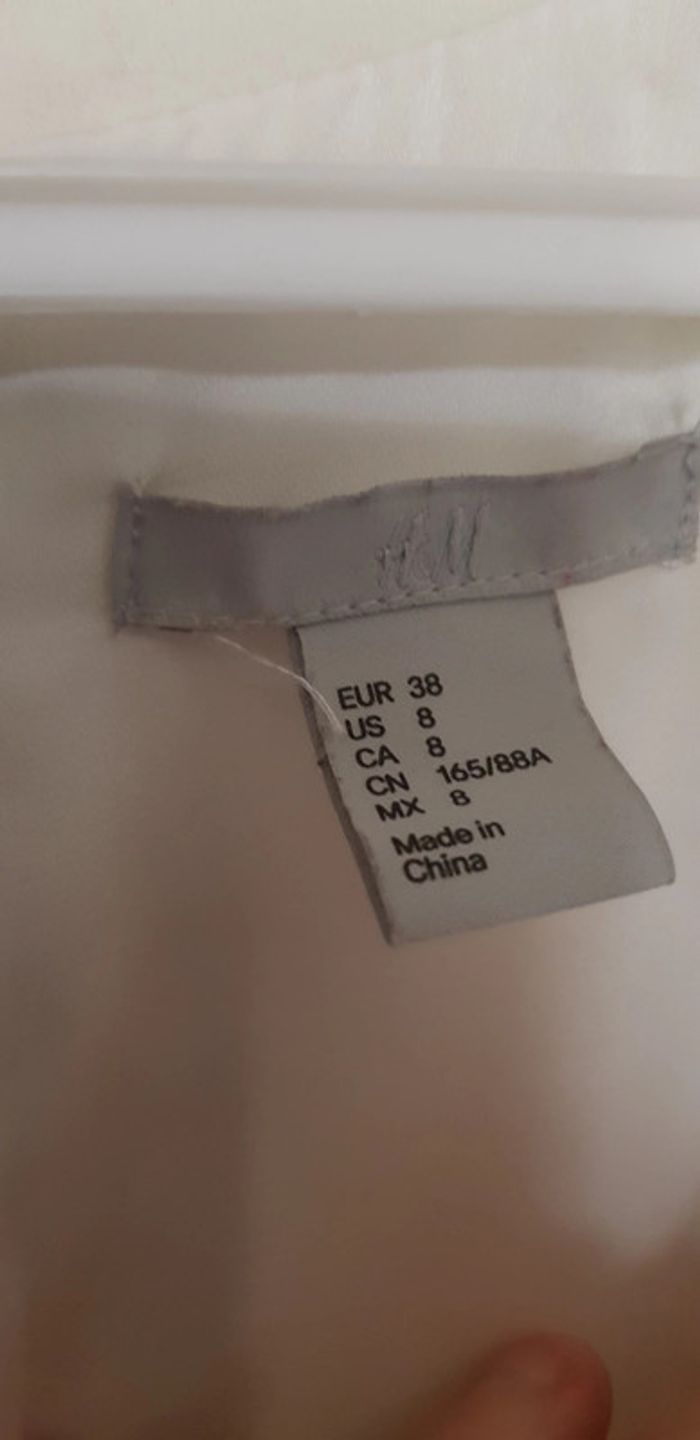 H&M
EUR 38
US 8
CA 8
CN 165/88A
MX 8
Made in
China